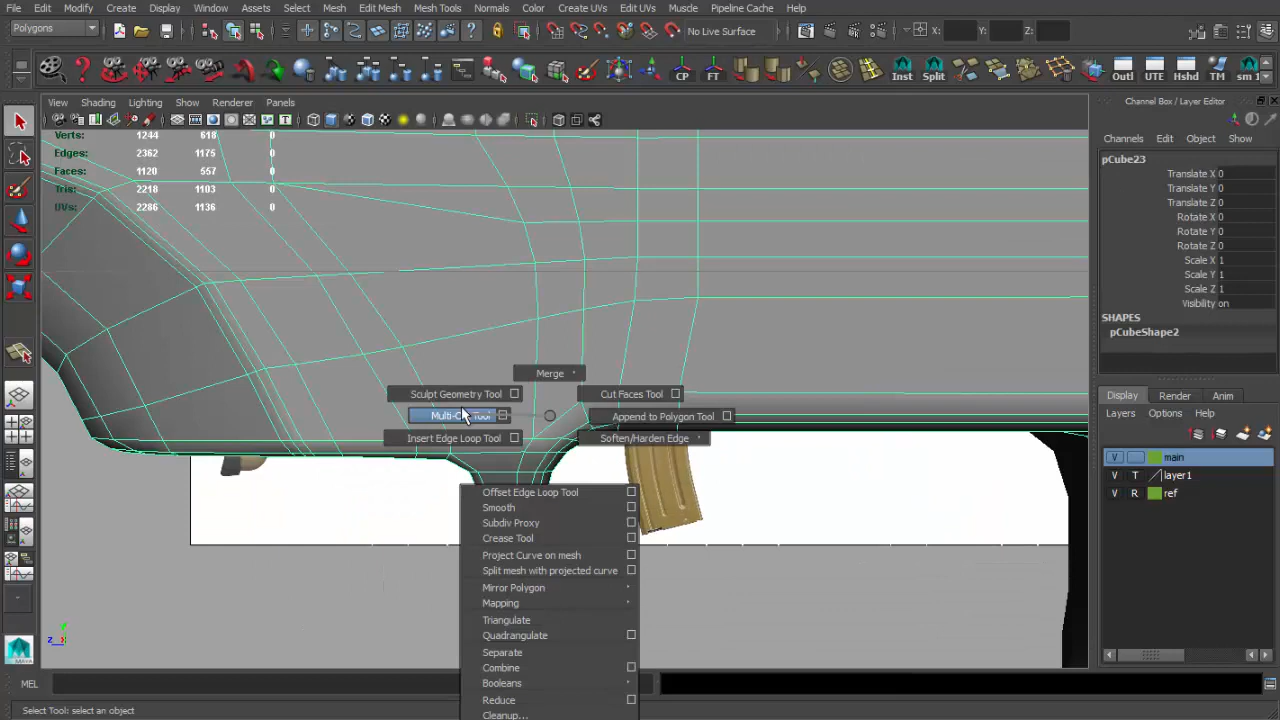 File Edit Modify Create Display Window Assets Select Mesh Edit Mesh Mesh Tools Normals Color Create UVs Edit UVs Muscle Pipeline Cache Help
Polygons No Live Surface X: Y: Z:
CP FT Inst Split Outl UTE Hshd TM sm 1
View Shading Lighting Show Renderer Panels
Channel Box / Layer Editor
Channels Edit Object Show
Verts: 1244 618 0
Edges: 2362 1175 0
Faces: 1120 557 0
Tris: 2218 1103 0
UVs: 2286 1136 0
pCube23
Translate X 0
Translate Y 0
Translate Z 0
Rotate X 0
Rotate Y 0
Rotate Z 0
Scale X 1
Scale Y 1
Scale Z 1
Visibility on
SHAPES
pCubeShape2
Merge
Sculpt Geometry Tool Cut Faces Tool
Append to Polygon Tool
Insert Edge Loop Tool Soften/Harden Edge
Offset Edge Loop Tool
Smooth
Subdiv Proxy
Crease Tool
Project Curve on mesh
Split mesh with projected curve
Mirror Polygon
Mapping
Triangulate
Quadrangulate
Separate
Combine
Booleans
Reduce
Cleanup...
Display Render Anim
Layers Options Help
V main
V T layer1
V R ref
MEL
Select Tool: select an object